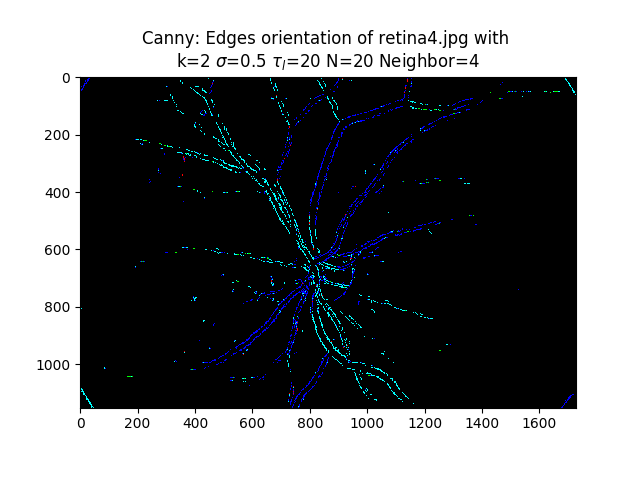 Canny: Edges orientation of retina4.jpg with
k=2 σ=0.5 τ_l=20 N=20 Neighbor=4
0
200
400
600
800
1000
0 200 400 600 800 1000 1200 1400 1600